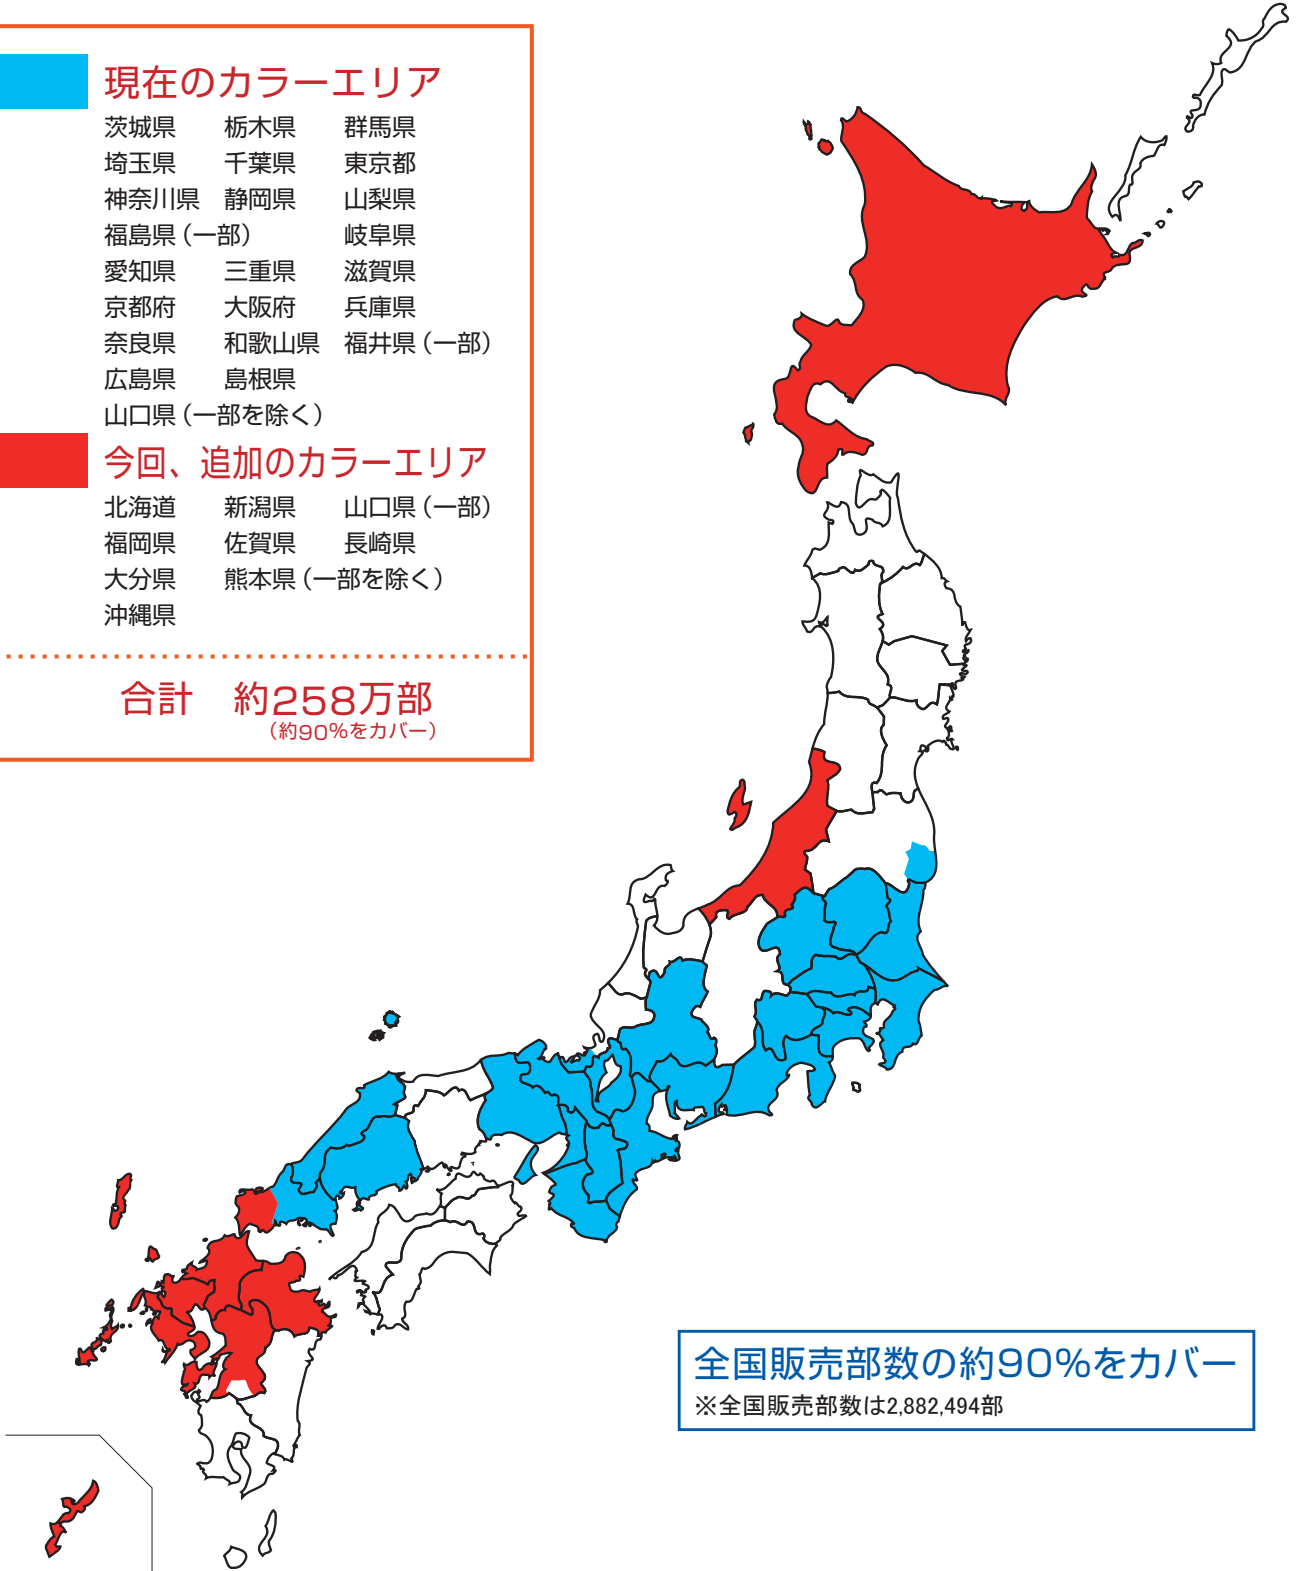 現在のカラーエリア
茨城県 栃木県 群馬県
埼玉県 千葉県 東京都
神奈川県 静岡県 山梨県
福島県（一部） 岐阜県
愛知県 三重県 滋賀県
京都府 大阪府 兵庫県
奈良県 和歌山県 福井県（一部）
広島県 島根県
山口県（一部を除く）
今回、追加のカラーエリア
北海道 新潟県 山口県（一部）
福岡県 佐賀県 長崎県
大分県 熊本県（一部を除く）
沖縄県
合計 約258万部
（約90%をカバー）
全国販売部数の約90%をカバー
※全国販売部数は2,882,494部